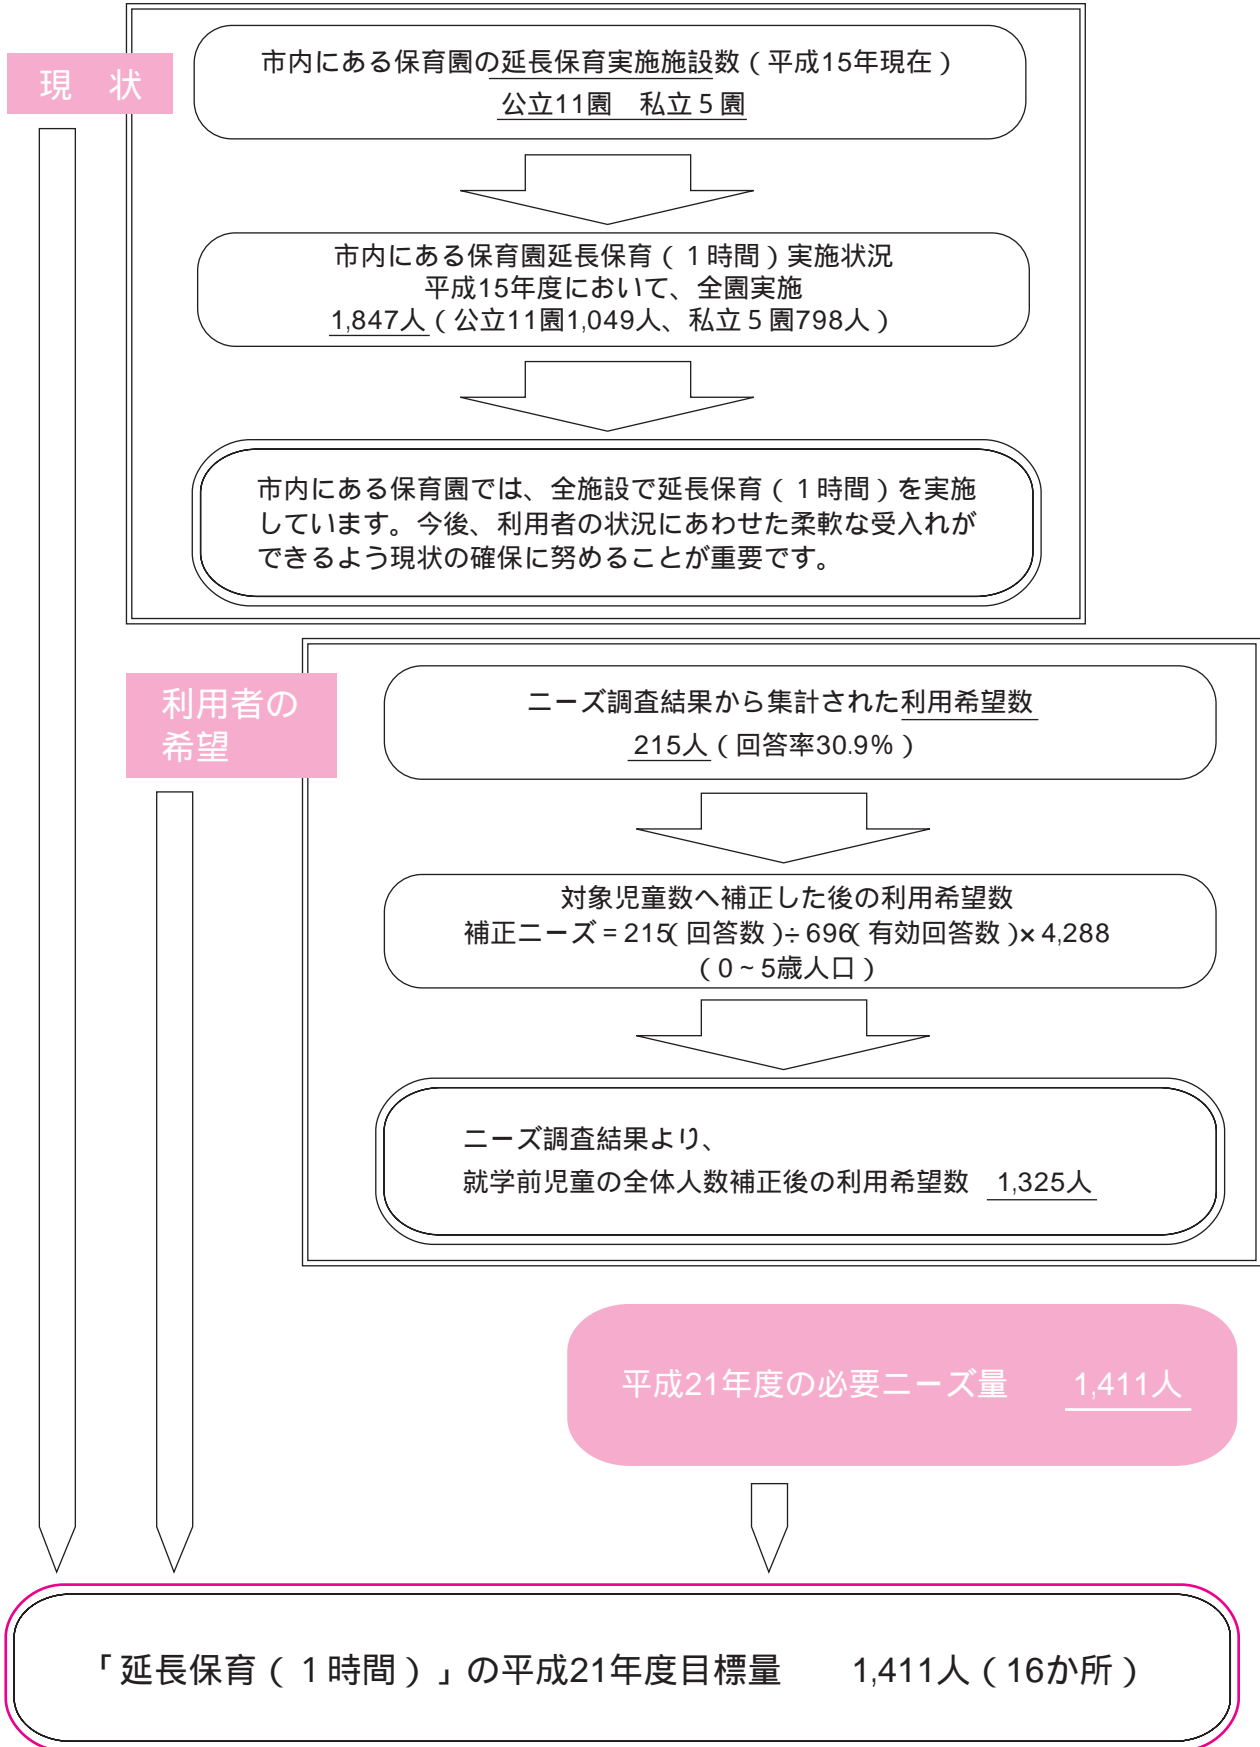 現　状
市内にある保育園の延長保育実施施設数（平成15年現在）
公立11園　私立５園
市内にある保育園延長保育（１時間）実施状況
平成15年度において、全園実施
1,847人（公立11園1,049人、私立５園798人）
市内にある保育園では、全施設で延長保育（１時間）を実施
しています。今後、利用者の状況にあわせた柔軟な受入れが
できるよう現状の確保に努めることが重要です。
利用者の
希望
ニーズ調査結果から集計された利用希望数
215人（回答率30.9％）
対象児童数へ補正した後の利用希望数
補正ニーズ＝215（回答数）÷696（有効回答数）×4,288
（0～5歳人口）
ニーズ調査結果より、
就学前児童の全体人数補正後の利用希望数　1,325人
平成21年度の必要ニーズ量　1,411人
「延長保育（１時間）」の平成21年度目標量　1,411人（16か所）